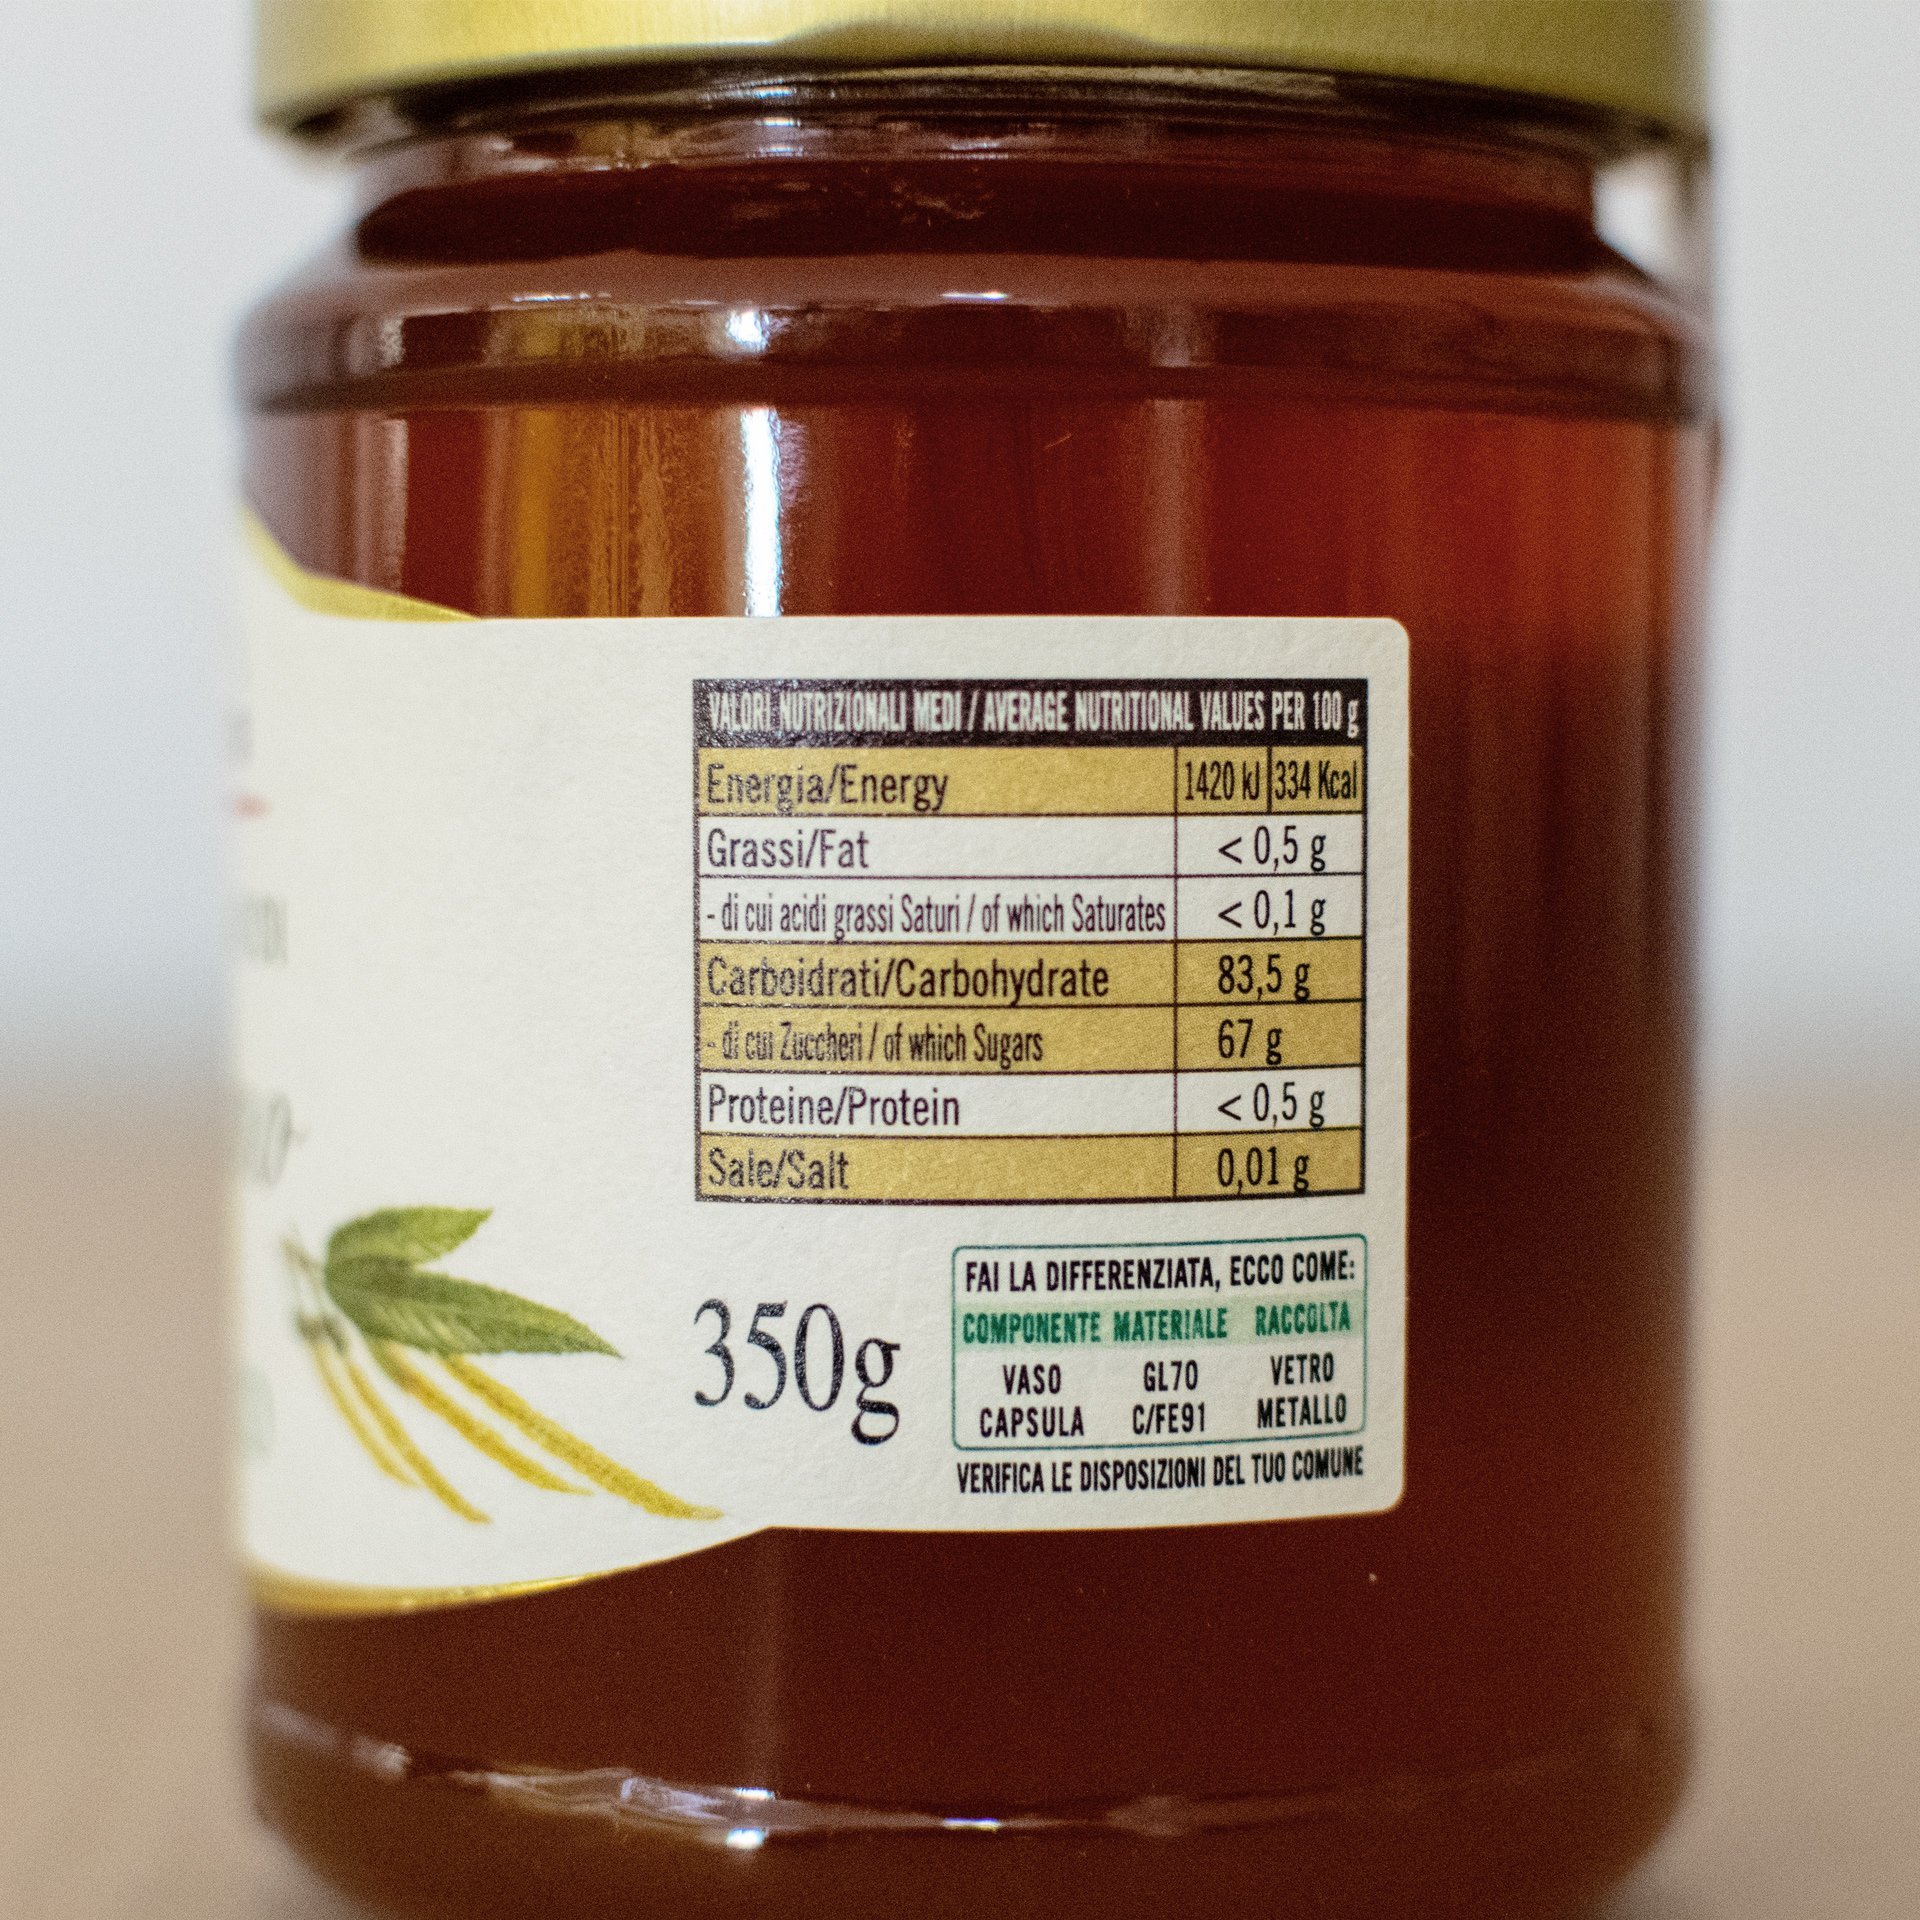 VALORI NUTRIZIONALI MEDI / AVERAGE NUTRITIONAL VALUES PER 100 g
Energia/Energy 1420 kJ 334 Kcal
Grassi/Fat < 0,5 g
- di cui acidi grassi Saturi / of which Saturates < 0,1 g
Carboidrati/Carbohydrate 83,5 g
- di cui Zuccheri / of which Sugars 67 g
Proteine/Protein < 0,5 g
Sale/Salt 0,01 g
350g
FAI LA DIFFERENZIATA, ECCO COME:
COMPONENTE MATERIALE RACCOLTA
VASO GL70 VETRO
CAPSULA C/FE91 METALLO
VERIFICA LE DISPOSIZIONI DEL TUO COMUNE